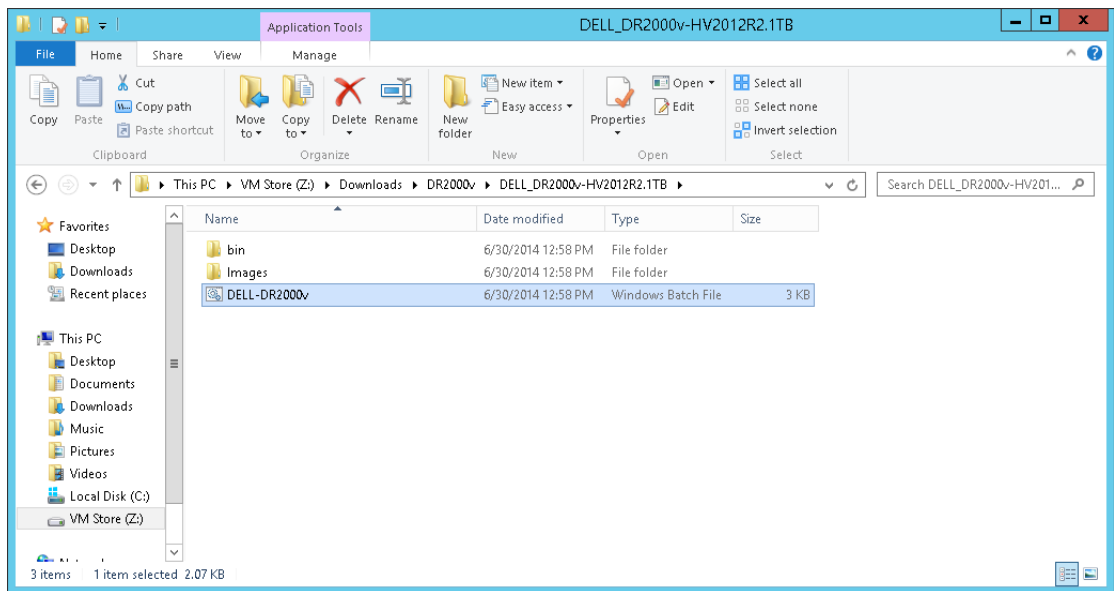 Application Tools
DELL_DR2000v-HV2012R2.1TB
File Home Share View Manage
Copy
Paste
Cut
Copy path
Paste shortcut
Clipboard
Move to
Copy to
Delete
Rename
Organize
New folder
New item
Easy access
New
Properties
Open
Edit
Open
Select all
Select none
Invert selection
Select
This PC VM Store (Z:) Downloads DR2000v DELL_DR2000v-HV2012R2.1TB
Search DELL_DR2000v-HV201...
Favorites
Desktop
Downloads
Recent places
This PC
Desktop
Documents
Downloads
Music
Pictures
Videos
Local Disk (C:)
VM Store (Z:)
Name Date modified Type Size
bin 6/30/2014 12:58 PM File folder
Images 6/30/2014 12:58 PM File folder
DELL-DR2000v 6/30/2014 12:58 PM Windows Batch File 3 KB
3 items 1 item selected 2.07 KB